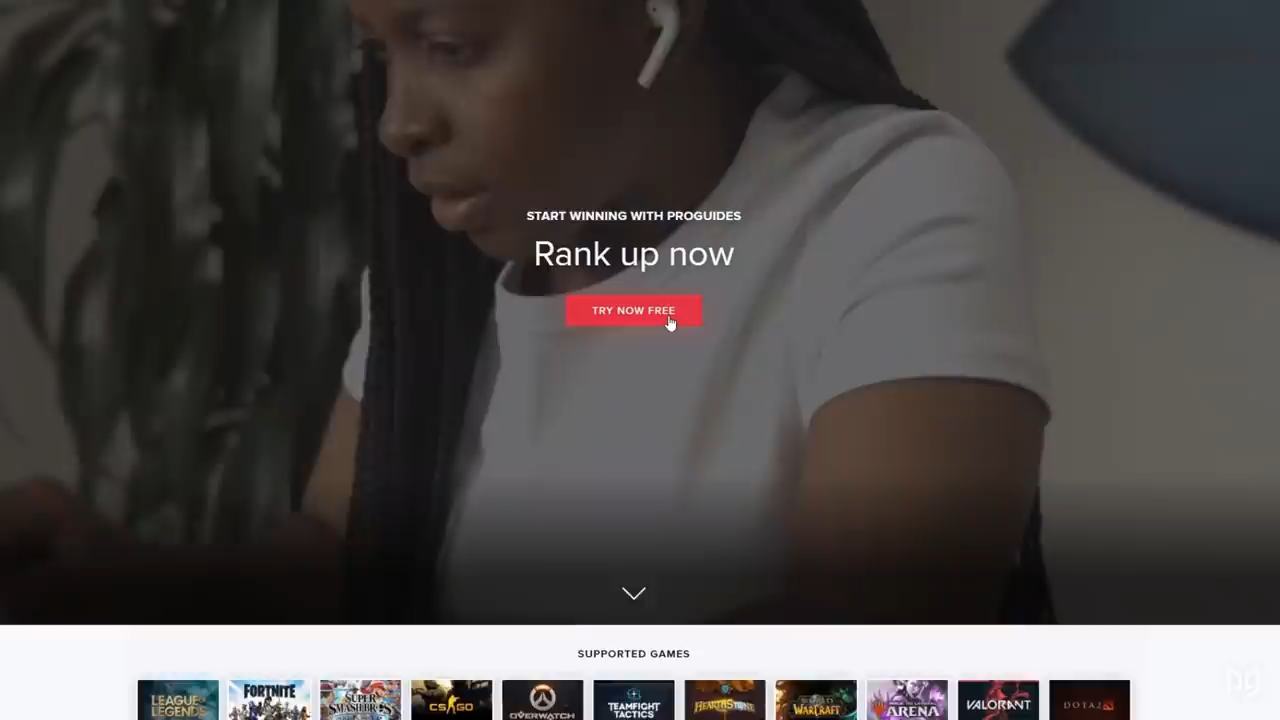 START WINNING WITH PROGUIDES
Rank up now
TRY NOW FREE
SUPPORTED GAMES
LEAGUE OF LEGENDS
FORTNITE
SUPER SMASH BROS
CS GO
OVERWATCH
TEAMFIGHT TACTICS
HEARTHSTONE
WORLD WARCRAFT
ARENA
VALORANT
DOTA 2